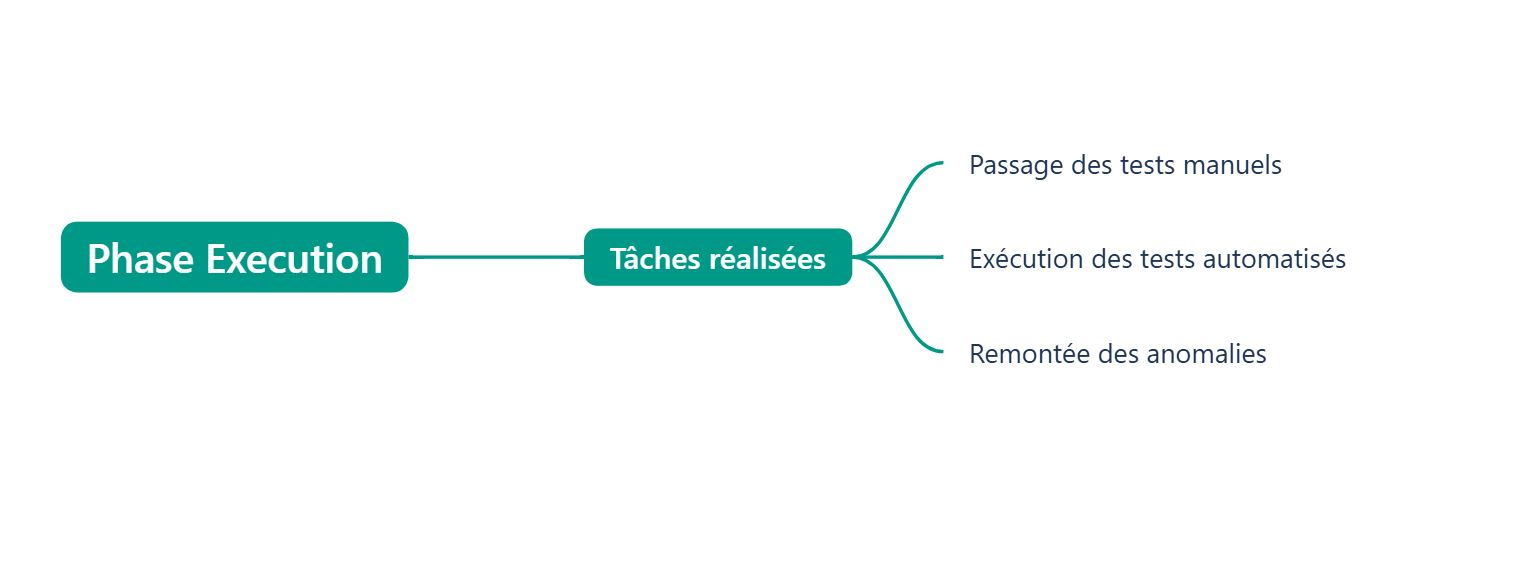 Phase Execution
Tâches réalisées
Passage des tests manuels
Exécution des tests automatisés
Remontée des anomalies